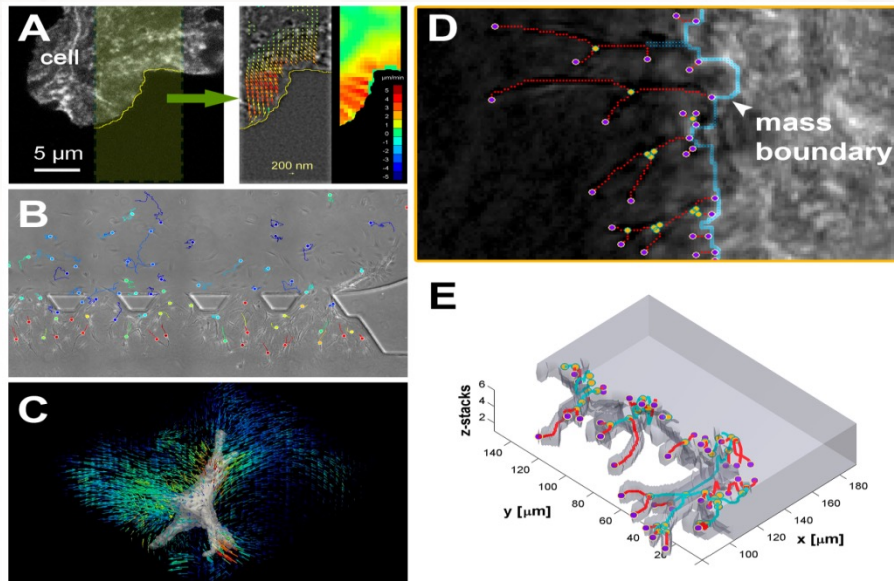 A
cell
5 µm
200 nm
µm/min
5
4
3
2
1
0
-1
-2
-3
-4
-5
B
C
D
mass
boundary
E
z-stacks
6
4
2
140
120
100
80
60
40
20
y [µm]
100
120
140
160
180
x [µm]